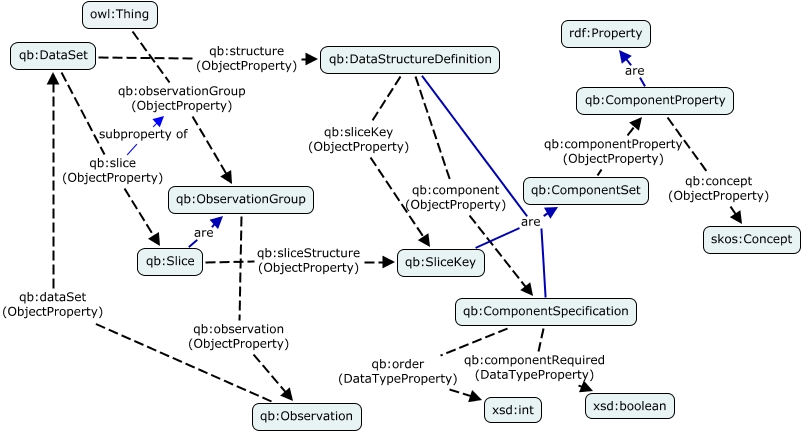 owl:Thing
rdf:Property
qb:DataSet
qb:structure
(ObjectProperty)
qb:DataStructureDefinition
are
qb:observationGroup
(ObjectProperty)
qb:ComponentProperty
subproperty of
qb:sliceKey
(ObjectProperty)
qb:componentProperty
(ObjectProperty)
qb:slice
(ObjectProperty)
qb:concept
(ObjectProperty)
qb:component
(ObjectProperty)
qb:ComponentSet
qb:ObservationGroup
are
are
skos:Concept
qb:Slice
qb:sliceStructure
(ObjectProperty)
qb:SliceKey
qb:dataSet
(ObjectProperty)
qb:ComponentSpecification
qb:observation
(ObjectProperty)
qb:order
(DataTypeProperty)
qb:componentRequired
(DataTypeProperty)
qb:Observation
xsd:int
xsd:boolean